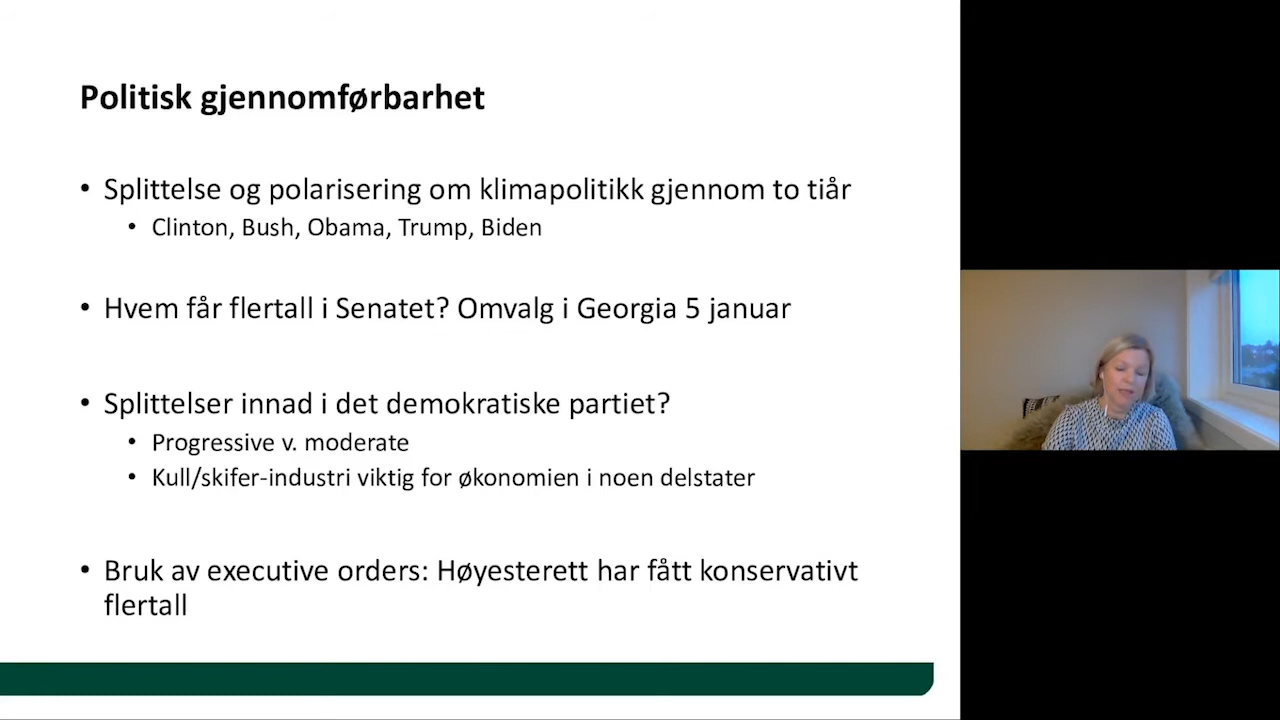 Politisk gjennomførbarhet
• Splittelse og polarisering om klimapolitikk gjennom to tiår
• Clinton, Bush, Obama, Trump, Biden
• Hvem får flertall i Senatet? Omvalg i Georgia 5 januar
• Splittelser innad i det demokratiske partiet?
• Progressive v. moderate
• Kull/skifer-industri viktig for økonomien i noen delstater
• Bruk av executive orders: Høyesterett har fått konservativt
flertall